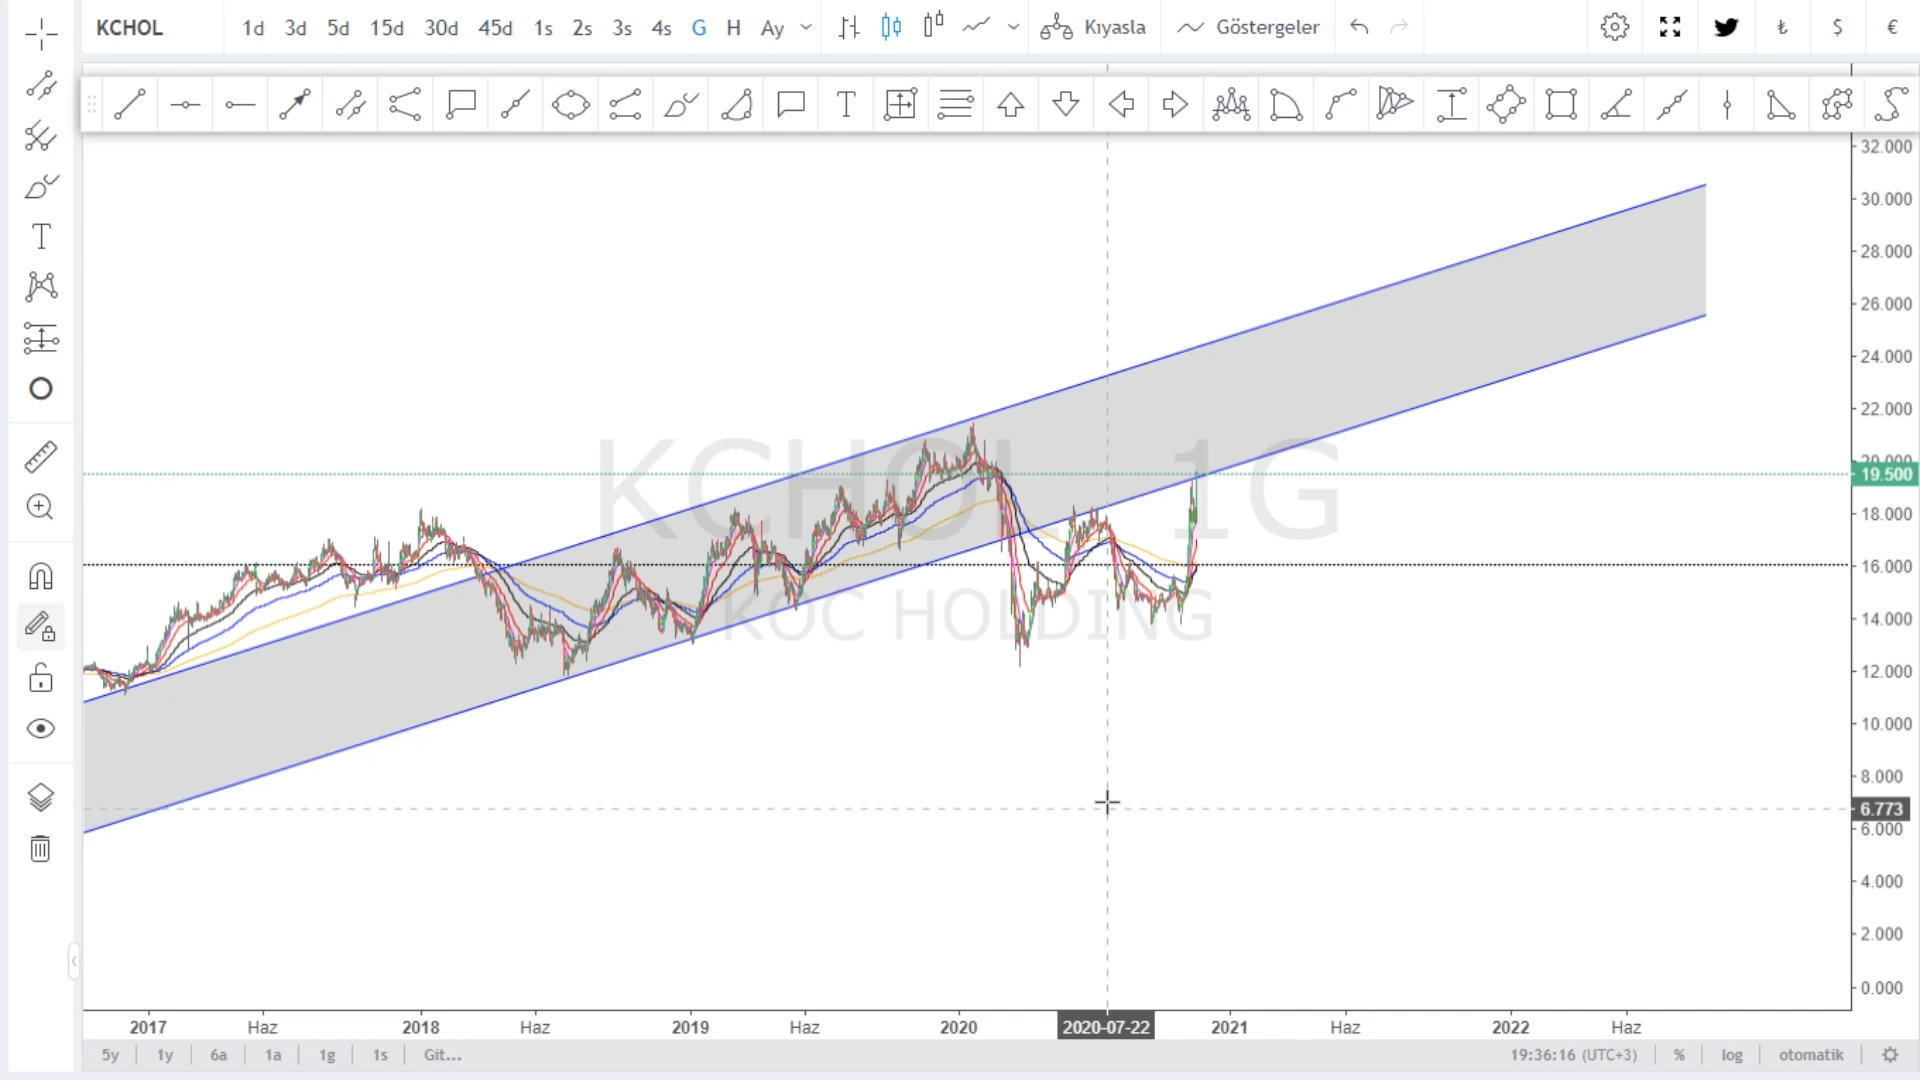 KCHOL 1d 3d 5d 15d 30d 45d 1s 2s 3s 4s G H Ay Kıyasla Göstergeler ₺ $ €
T
T
32.000
30.000
28.000
26.000
24.000
22.000
20.000
19.500
18.000
16.000
14.000
12.000
10.000
8.000
6.773
6.000
4.000
2.000
0.000
KCHOL, 1G
KOC HOLDING
2017 Haz 2018 Haz 2019 Haz 2020 2020-07-22 2021 Haz 2022 Haz
5y 1y 6a 1a 1g 1s Git... 19:36:16 (UTC+3) % log otomatik